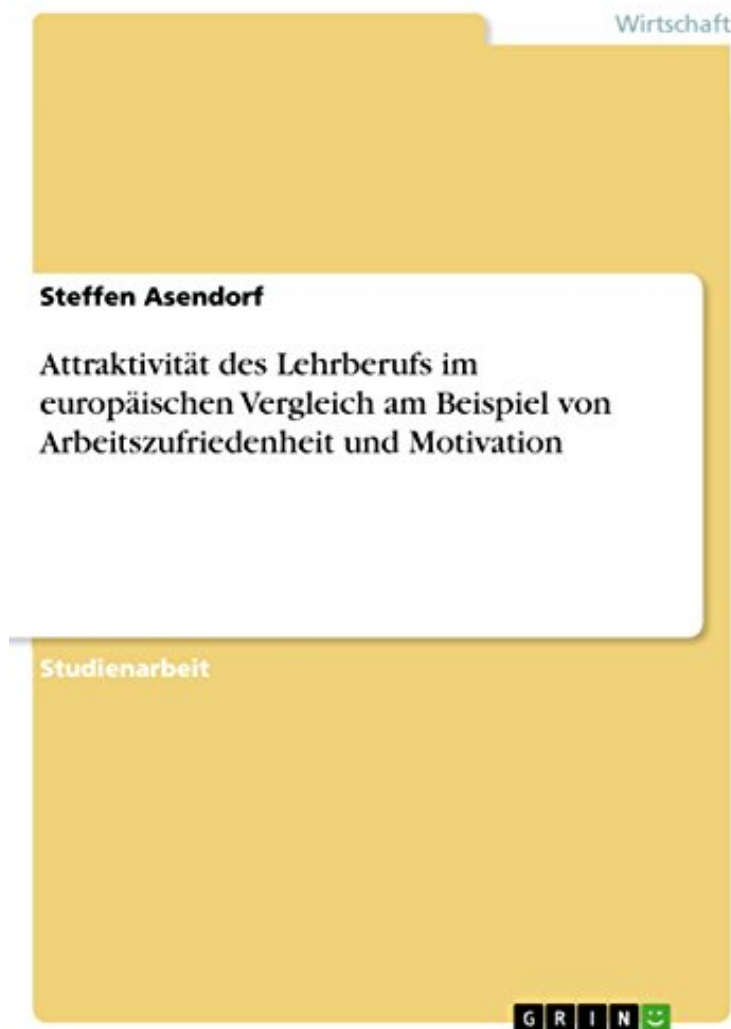 Wirtschaft
Steffen Asendorf
Attraktivität des Lehrberufs im
europäischen Vergleich am Beispiel von
Arbeitszufriedenheit und Motivation
Studienarbeit
GRIN